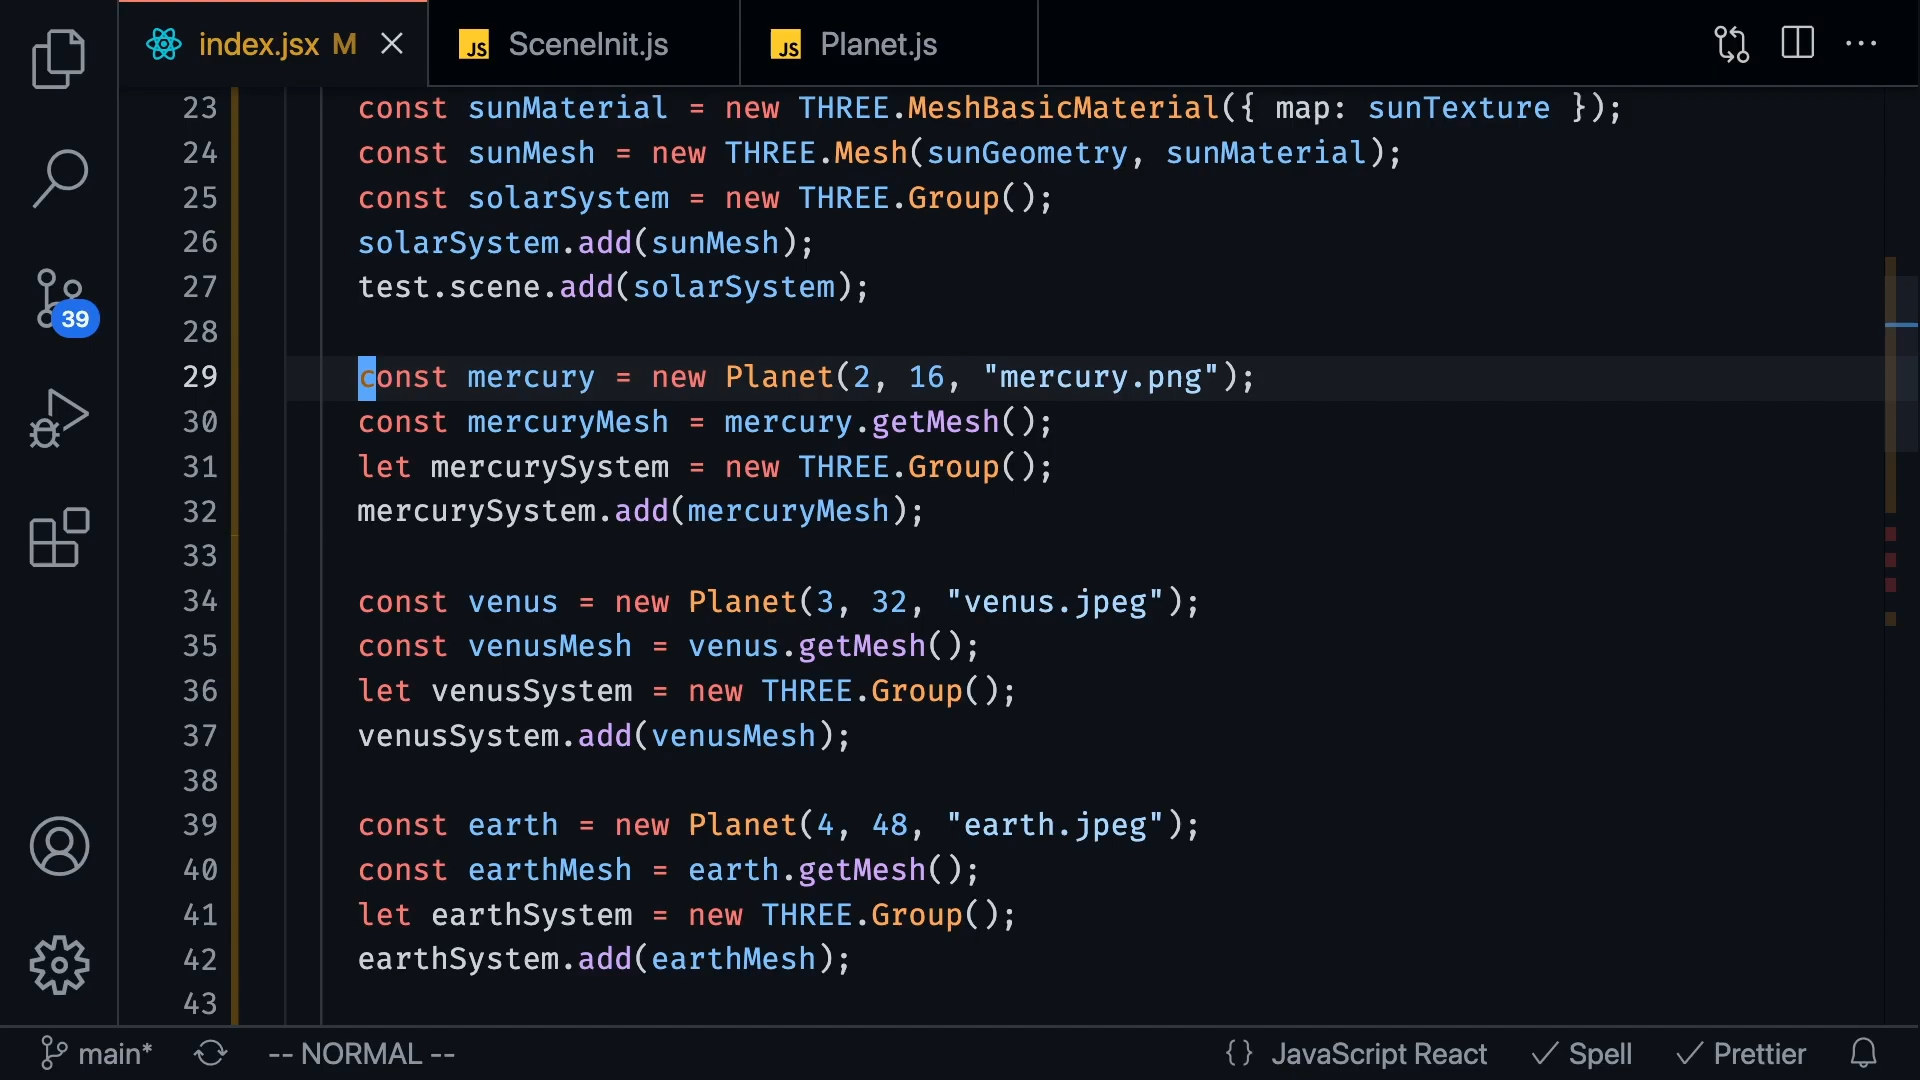 index.jsx M
JS SceneInit.js
JS Planet.js
23 const sunMaterial = new THREE.MeshBasicMaterial({ map: sunTexture });
24 const sunMesh = new THREE.Mesh(sunGeometry, sunMaterial);
25 const solarSystem = new THREE.Group();
26 solarSystem.add(sunMesh);
27 test.scene.add(solarSystem);
28
29 const mercury = new Planet(2, 16, "mercury.png");
30 const mercuryMesh = mercury.getMesh();
31 let mercurySystem = new THREE.Group();
32 mercurySystem.add(mercuryMesh);
33
34 const venus = new Planet(3, 32, "venus.jpeg");
35 const venusMesh = venus.getMesh();
36 let venusSystem = new THREE.Group();
37 venusSystem.add(venusMesh);
38
39 const earth = new Planet(4, 48, "earth.jpeg");
40 const earthMesh = earth.getMesh();
41 let earthSystem = new THREE.Group();
42 earthSystem.add(earthMesh);
43
39
main* -- NORMAL -- {} JavaScript React Spell Prettier